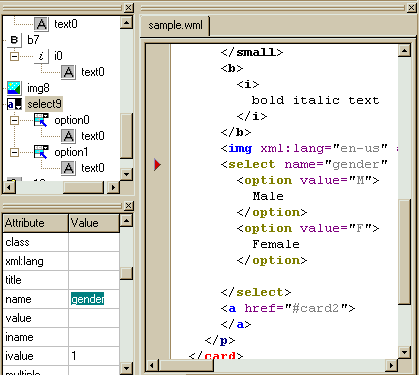 text0
B b7
i i0
A text0
img8
a select9
option0
A text0
option1
A text0
Attribute Value
class
xml:lang
title
name gender
value
iname
ivalue 1
multiple
sample.wml
</small>
<b>
<i>
bold italic text
</i>
</b>
<img xml:lang="en-us"
<select name="gender"
<option value="M">
Male
</option>
<option value="F">
Female
</option>
</select>
<a href="#card2">
</a>
</p>
</card>